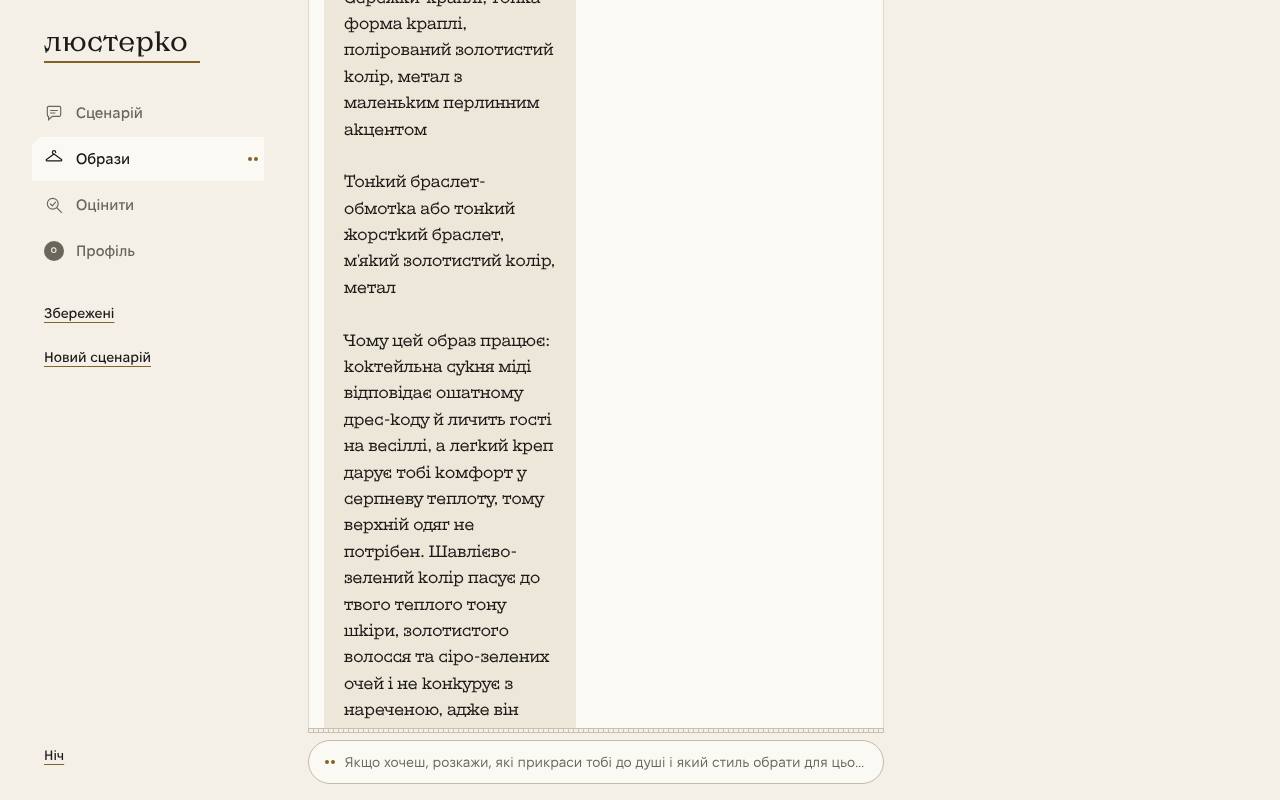 люстерко
Сценарій
Образи
Оцінити
Профіль
Збережені
Новий сценарій
Ніч
Сережки-краплі, тонка
форма краплі,
полірований золотистий
колір, метал з
маленьким перлинним
акцентом
Тонкий браслет-
обмотка або тонкий
жорсткий браслет,
м'який золотистий колір,
метал
Чому цей образ працює:
коктейльна сукня міді
відповідає ошатному
дрес-коду й личить гості
на весіллі, а легкий креп
дарує тобі комфорт у
серпневу теплоту, тому
верхній одяг не
потрібен. Шавлієво-
зелений колір пасує до
твого теплого тону
шкіри, золотистого
волосся та сіро-зелених
очей і не конкурує з
нареченою, адже він
Якщо хочеш, розкажи, які прикраси тобі до душі і який стиль обрати для цьо...